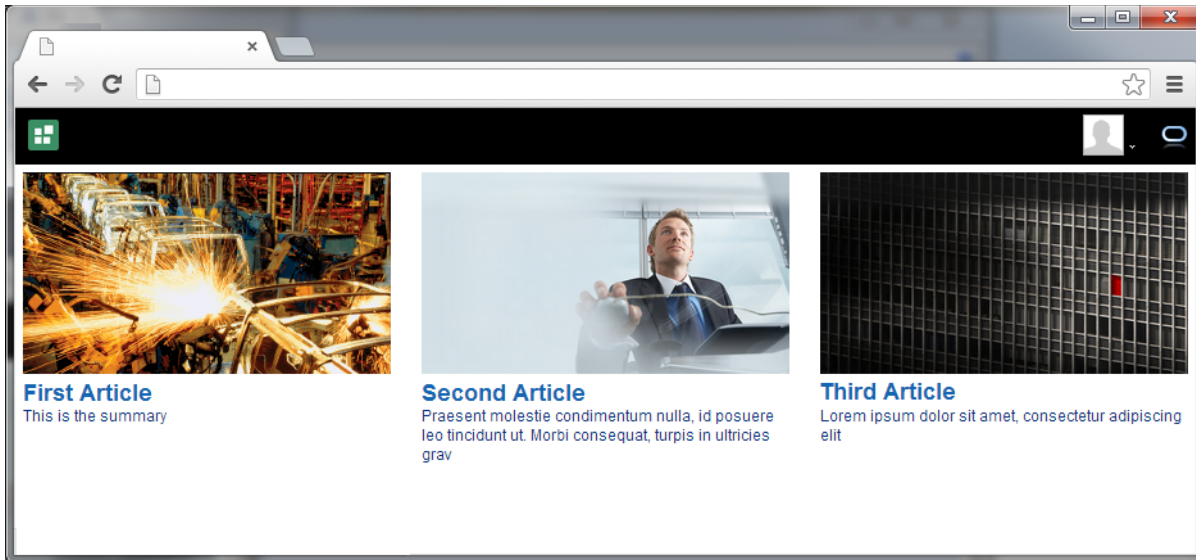 First Article
This is the summary
Second Article
Praesent molestie condimentum nulla, id posuere
leo tincidunt ut. Morbi consequat, turpis in ultricies
grav
Third Article
Lorem ipsum dolor sit amet, consectetur adipiscing
elit